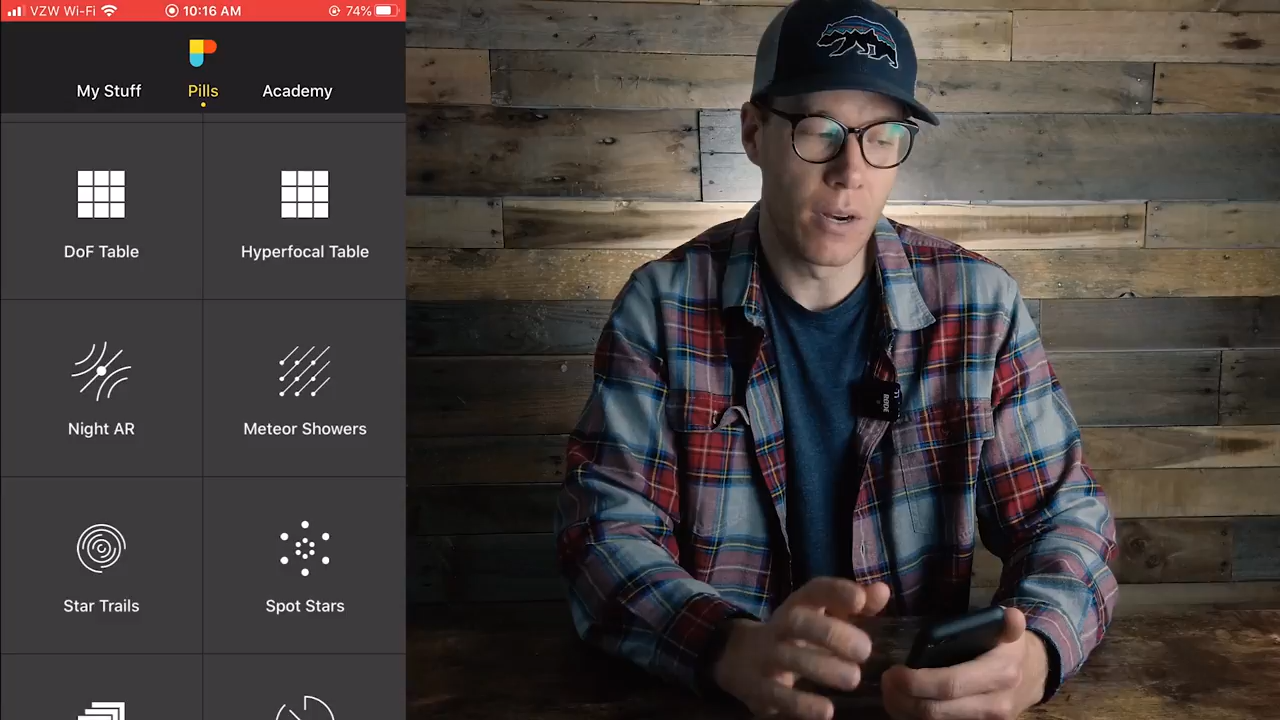 VZW Wi-Fi 10:16 AM 74%
My Stuff Pills Academy
DoF Table Hyperfocal Table
Night AR Meteor Showers
Star Trails Spot Stars
RØDE